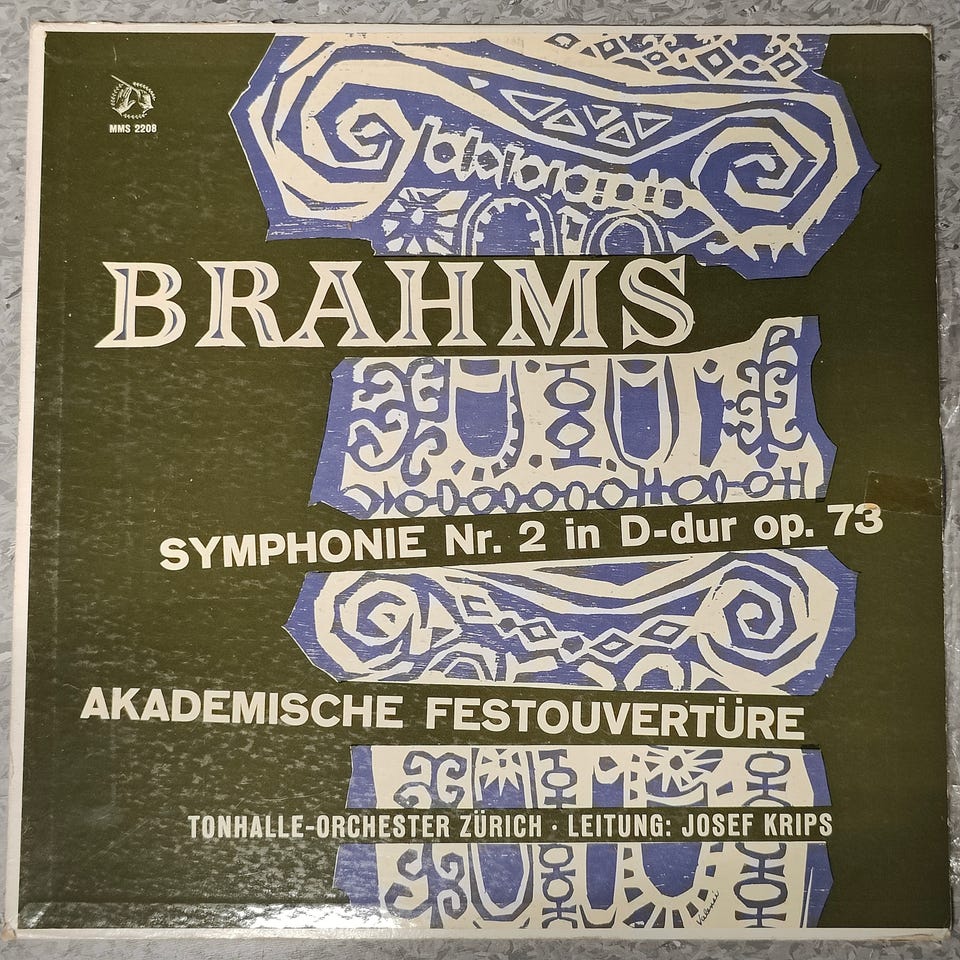 MMS 2208
BRAHMS
SYMPHONIE Nr. 2 in D-dur op. 73
AKADEMISCHE FESTOUVERTÜRE
TONHALLE-ORCHESTER ZÜRICH · LEITUNG: JOSEF KRIPS